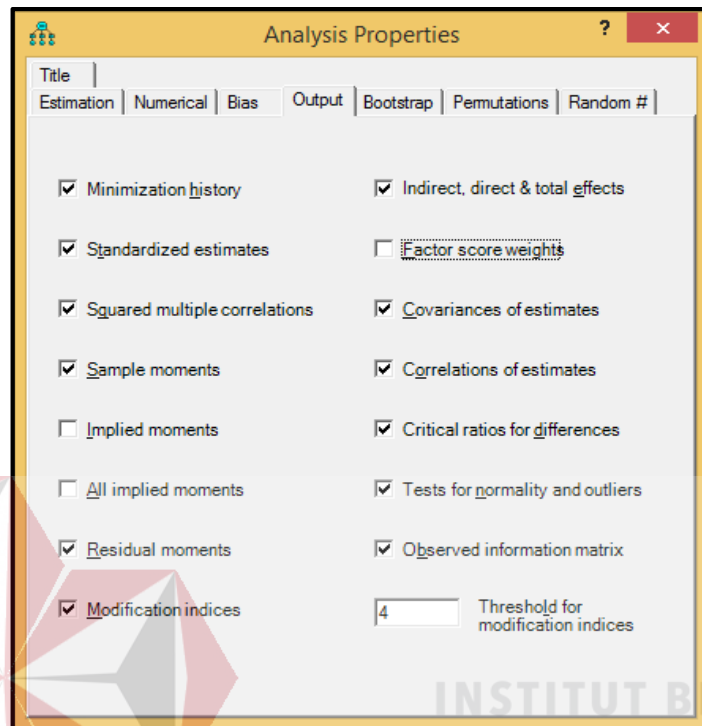 Analysis Properties
?
Title
Estimation
Numerical
Bias
Output
Bootstrap
Permutations
Random #
Minimization history
Indirect, direct & total effects
Standardized estimates
Factor score weights
Squared multiple correlations
Covariances of estimates
Sample moments
Correlations of estimates
Implied moments
Critical ratios for differences
All implied moments
Tests for normality and outliers
Residual moments
Observed information matrix
Modification indices
4
Threshold for
modification indices
INSTITUT